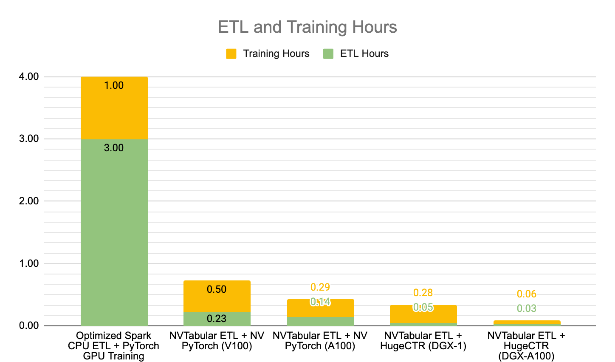 ETL and Training Hours
Training Hours
ETL Hours
4.00
3.00
2.00
1.00
0.00
1.00
3.00
0.50
0.23
0.29
0.14
0.28
0.05
0.06
0.03
Optimized Spark
CPU ETL + PyTorch
GPU Training
NVTabular ETL + NV
PyTorch (V100)
NVTabular ETL + NV
PyTorch (A100)
NVTabular ETL +
HugeCTR (DGX-1)
NVTabular ETL +
HugeCTR
(DGX-A100)